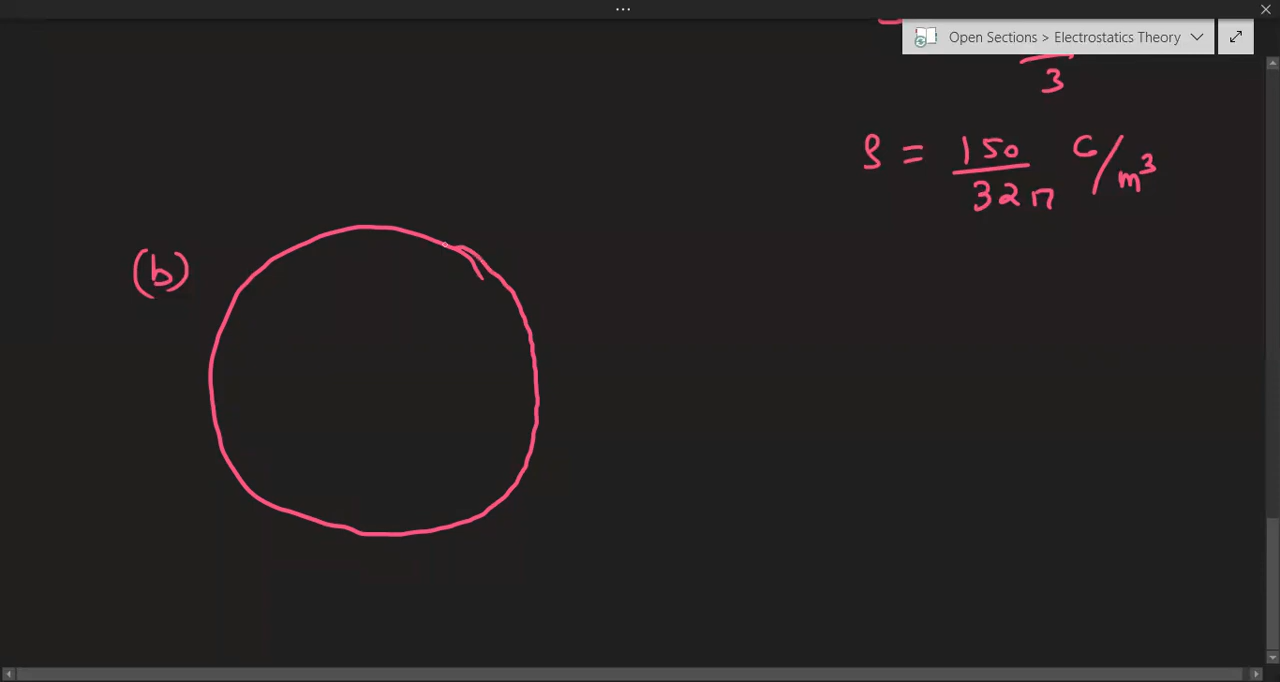 Open Sections > Electrostatics Theory
3
ρ = 150 / 32π C/m³
(b)